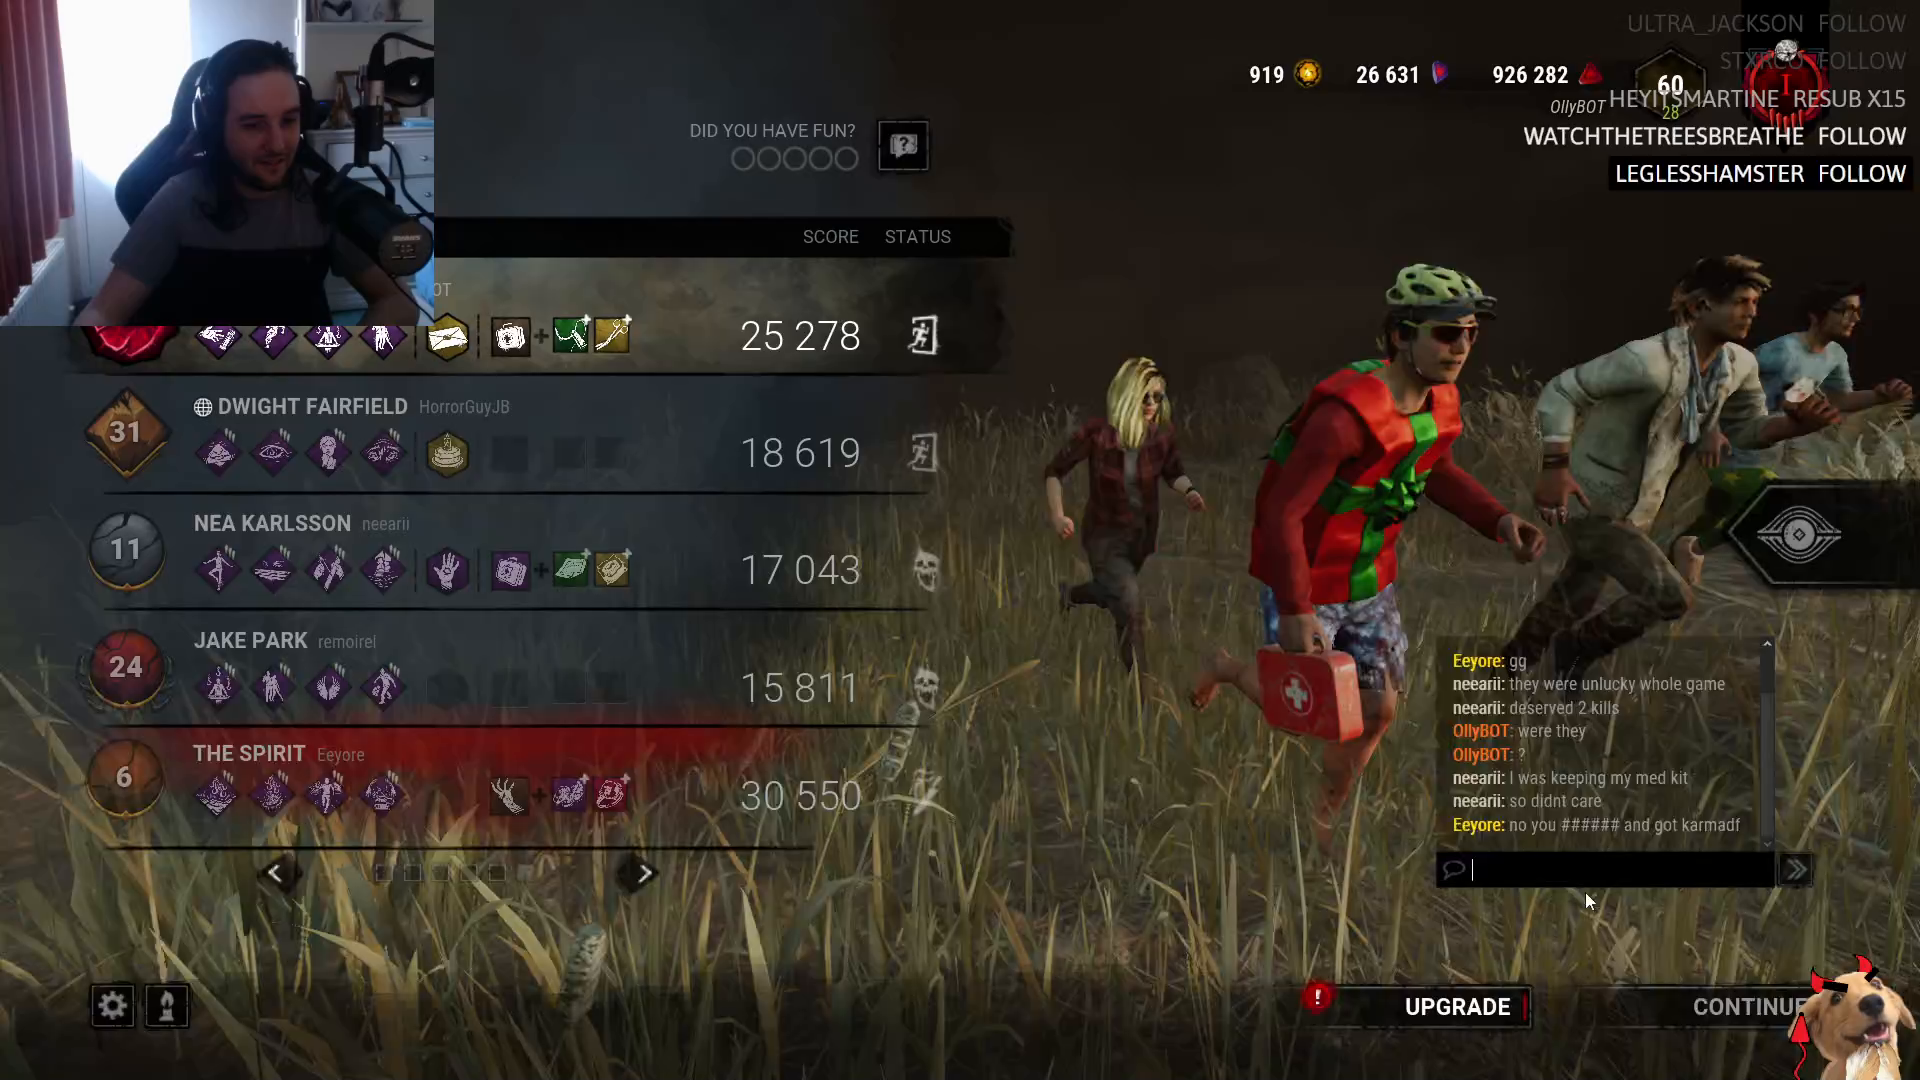 ULTRA_JACKSON FOLLOW
STXRCO FOLLOW
919 26 631 926 282 60 I
28
OllyBOT HEYITSMARTINE RESUB X15
WATCHTHETREESBREATHE FOLLOW
LEGLESSHAMSTER FOLLOW
DID YOU HAVE FUN?
?
SCORE STATUS
OT
25 278
31 DWIGHT FAIRFIELD HorrorGuyJB
18 619
11 NEA KARLSSON neearii
17 043
24 JAKE PARK remoirel
15 811
6 THE SPIRIT Eeyore
30 550
Eeyore: gg
neearii: they were unlucky whole game
neearii: deserved 2 kills
OllyBOT: were they
OllyBOT: ?
neearii: I was keeping my med kit
neearii: so didnt care
Eeyore: no you ###### and got karmadf
! UPGRADE
CONTINUE